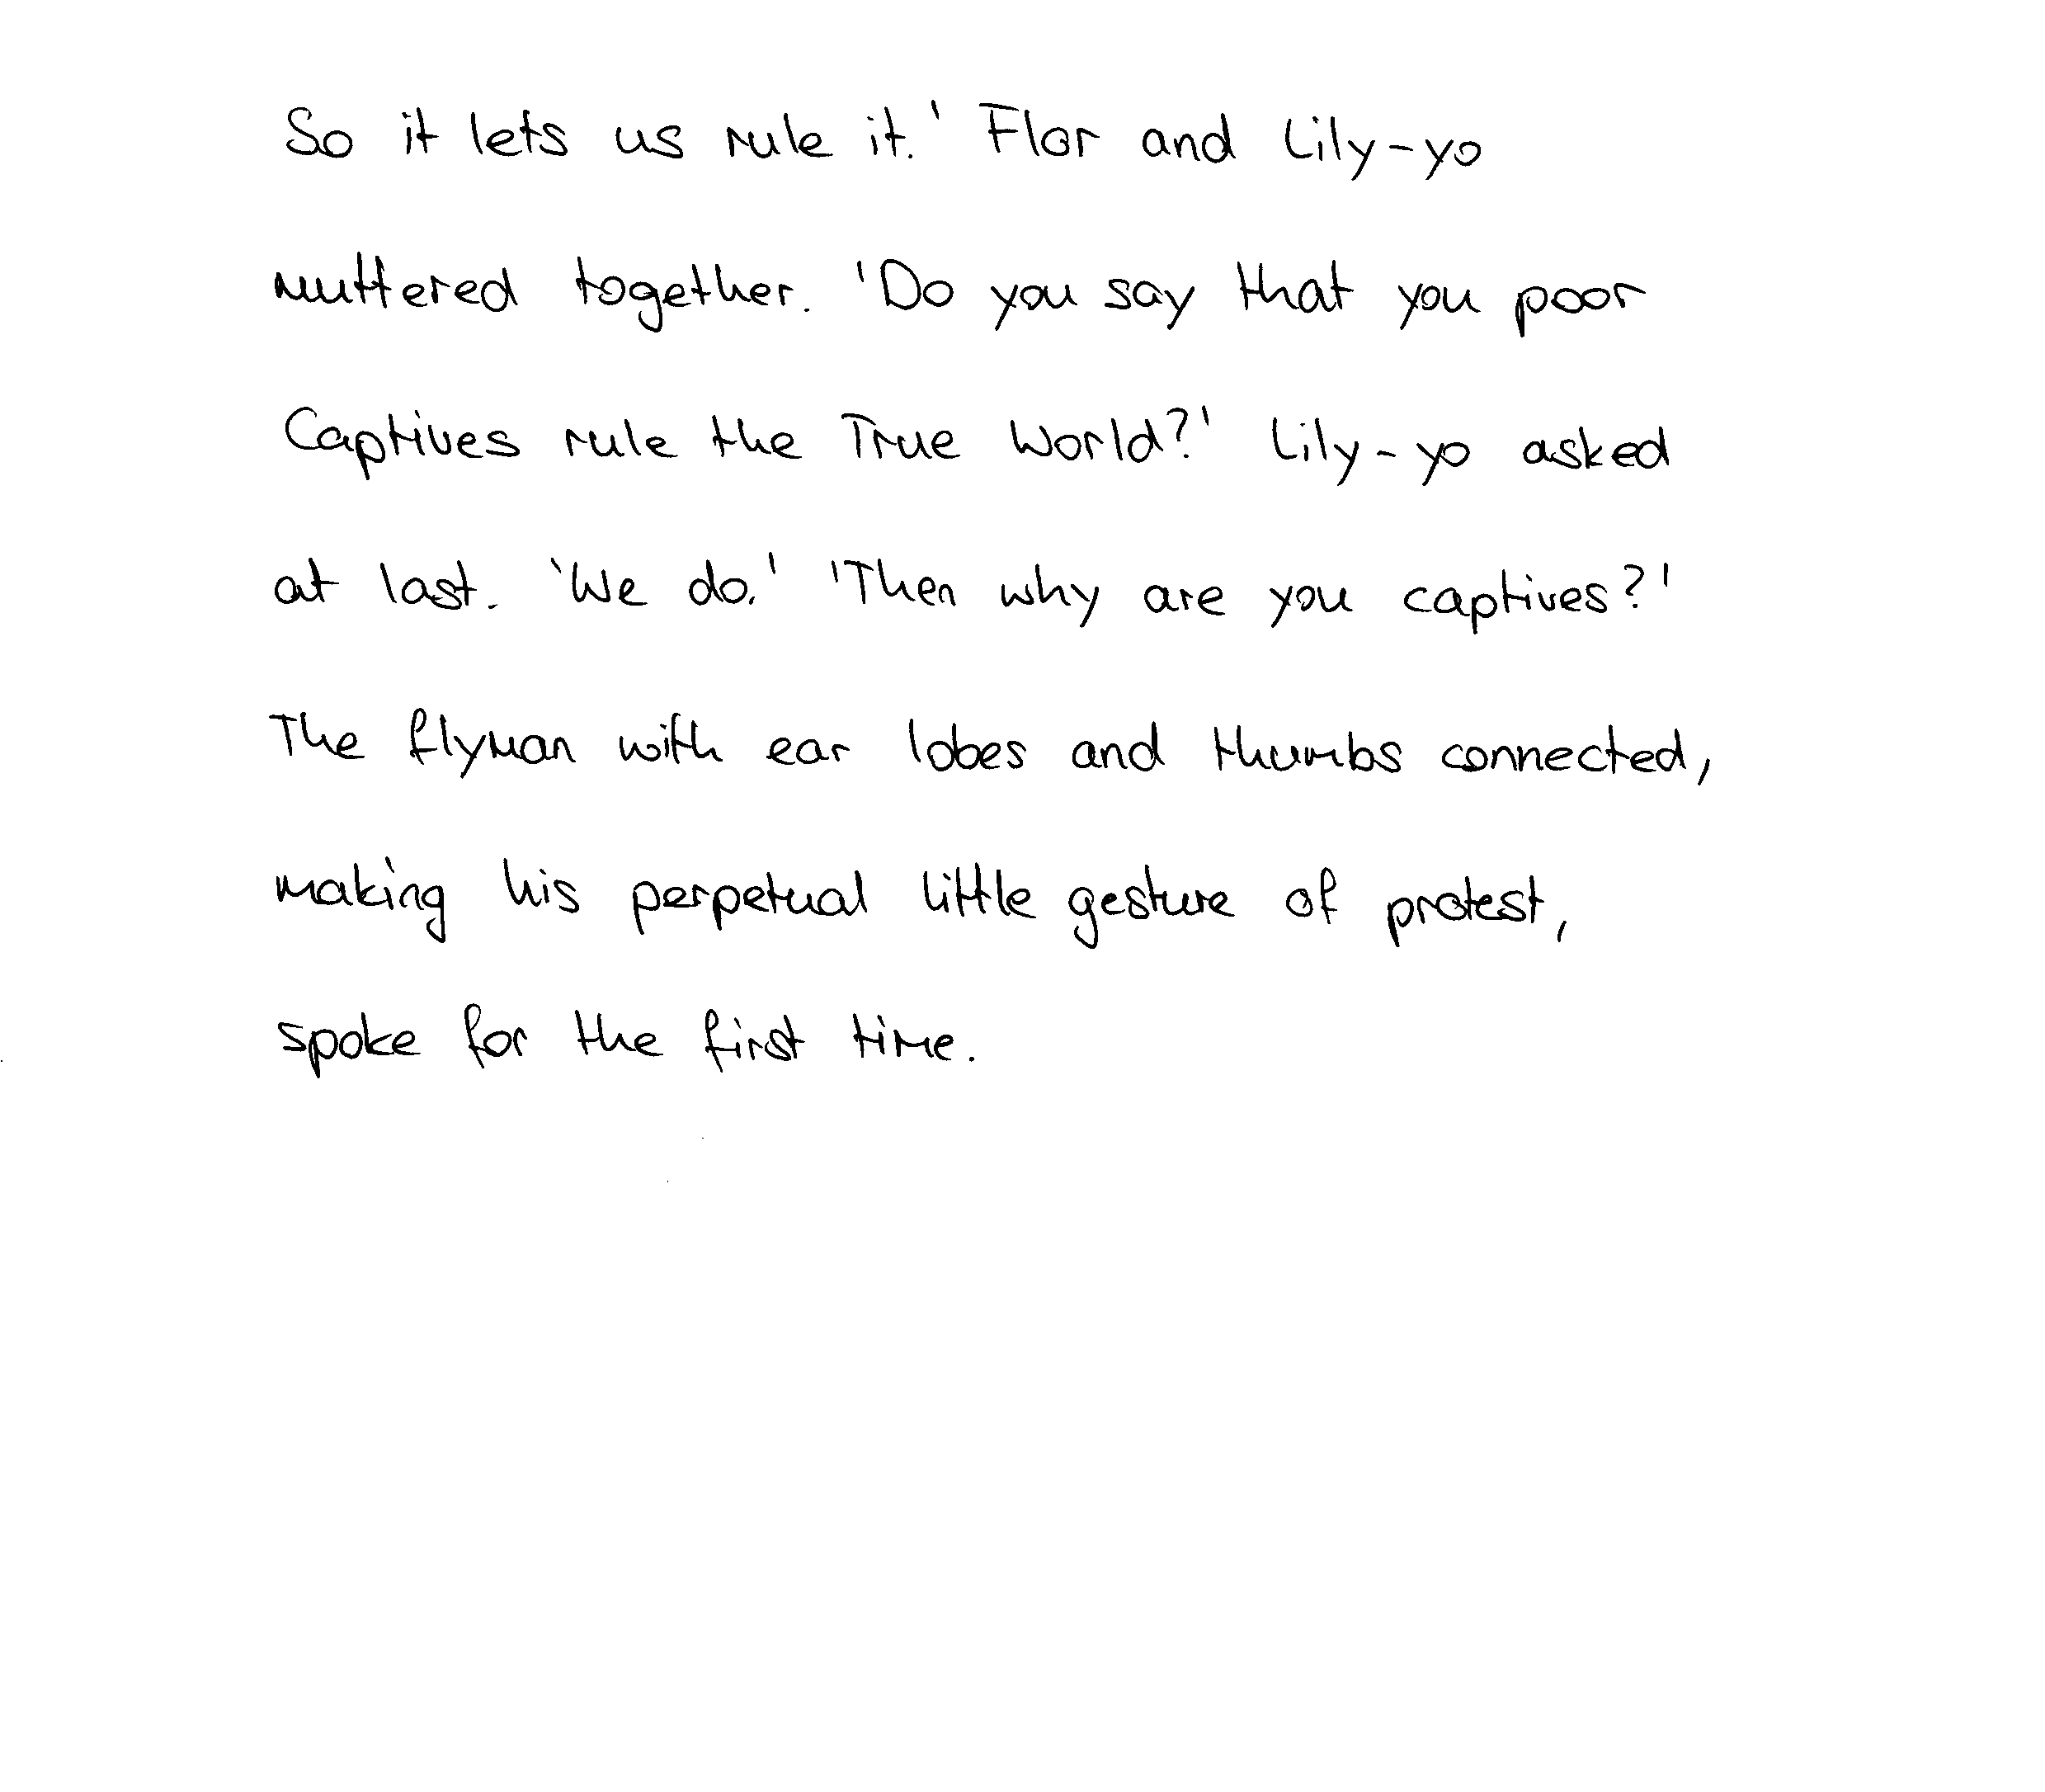 So it lets us rule it.' Flor and Lily-yo
muttered together. 'Do you say that you poor
Captives rule the True World?' Lily-yo asked
at last. 'We do.' 'Then why are you captives?'
The flyman with ear lobes and thumbs connected,
making his perpetual little gesture of protest,
spoke for the first time.